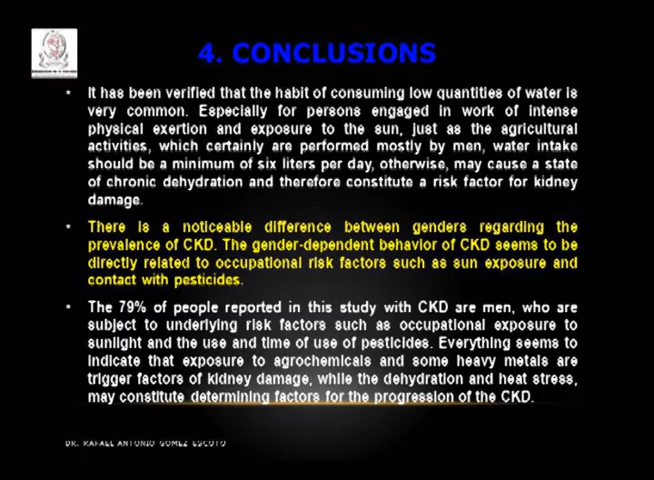 4. CONCLUSIONS
• It has been verified that the habit of consuming low quantities of water is
very common. Especially for persons engaged in work of intense
physical exertion and exposure to the sun, just as the agricultural
activities, which certainly are performed mostly by men, water intake
should be a minimum of six liters per day, otherwise, may cause a state
of chronic dehydration and therefore constitute a risk factor for kidney
damage.
• There is a noticeable difference between genders regarding the
prevalence of CKD. The gender-dependent behavior of CKD seems to be
directly related to occupational risk factors such as sun exposure and
contact with pesticides.
• The 79% of people reported in this study with CKD are men, who are
subject to underlying risk factors such as occupational exposure to
sunlight and the use and time of use of pesticides. Everything seems to
indicate that exposure to agrochemicals and some heavy metals are
trigger factors of kidney damage, while the dehydration and heat stress,
may constitute determining factors for the progression of the CKD.
DR. RAFAEL ANTONIO GOMEZ ESCOTO